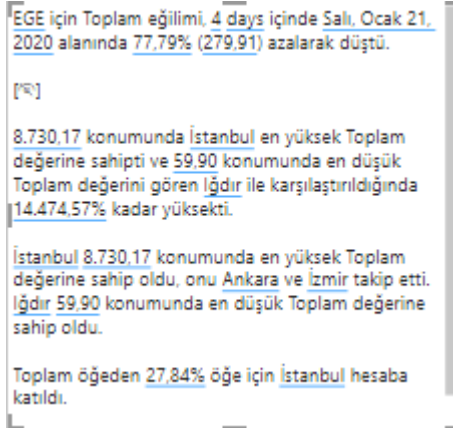 EGE için Toplam eğilimi, 4 days içinde Salı, Ocak 21,
2020 alanında 77,79% (279,91) azalarak düştü.
8.730,17 konumunda İstanbul en yüksek Toplam
değerine sahipti ve 59,90 konumunda en düşük
Toplam değerini gören Iğdır ile karşılaştırıldığında
14.474,57% kadar yüksekti.
İstanbul 8.730,17 konumunda en yüksek Toplam
değerine sahip oldu, onu Ankara ve İzmir takip etti.
Iğdır 59,90 konumunda en düşük Toplam değerine
sahip oldu.
Toplam öğeden 27,84% öğe için İstanbul hesaba
katıldı.